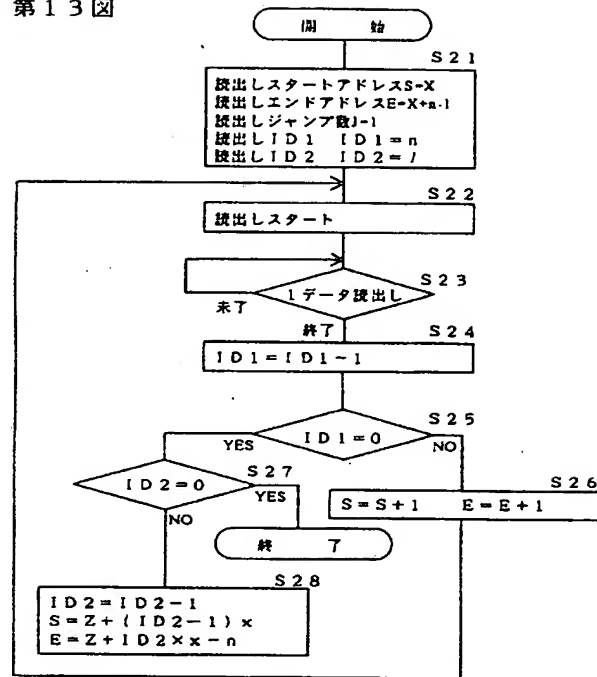 第13図
開　始
S21
読出しスタートアドレスS=X
読出しエンドアドレスE=X+n-1
読出しジャンプ数J=1
読出しID1　ID1=n
読出しID2　ID2=l
S22
読出しスタート
S23
1データ読出し
未了
終了
S24
ID1=ID1-1
S25
ID1=0
YES
NO
S27
ID2=0
YES
NO
S26
S=S+1　E=E+1
終　了
S28
ID2=ID2-1
S=Z+(ID2-1)x
E=Z+ID2×x-n